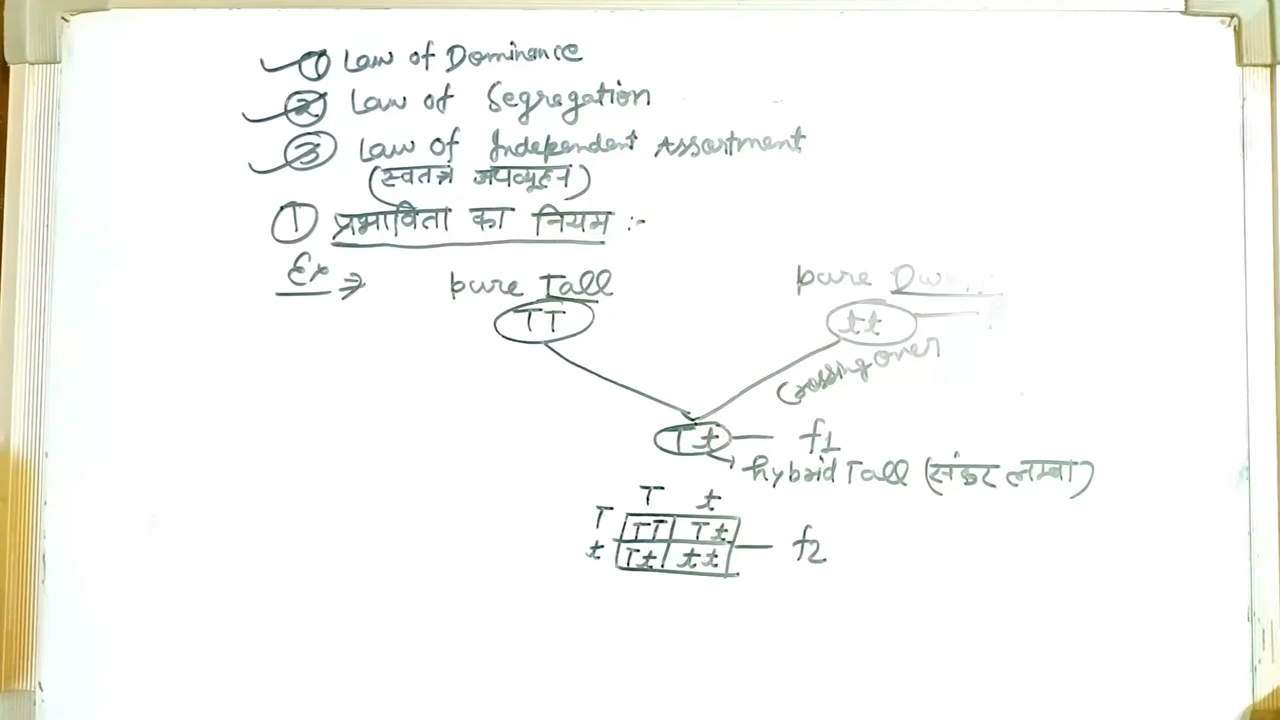 ① Law of Dominance
② Law of Segregation
③ Law of Independent Assortment
(स्वतन्त्र अपव्यूहन)
① प्रभाविता का नियम :-
Ex ⇒ pure Tall pure
TT tt
Crossing over
Tt — f1
hybrid Tall (संकर लम्बा)
T t
T TT Tt
t Tt tt — f2